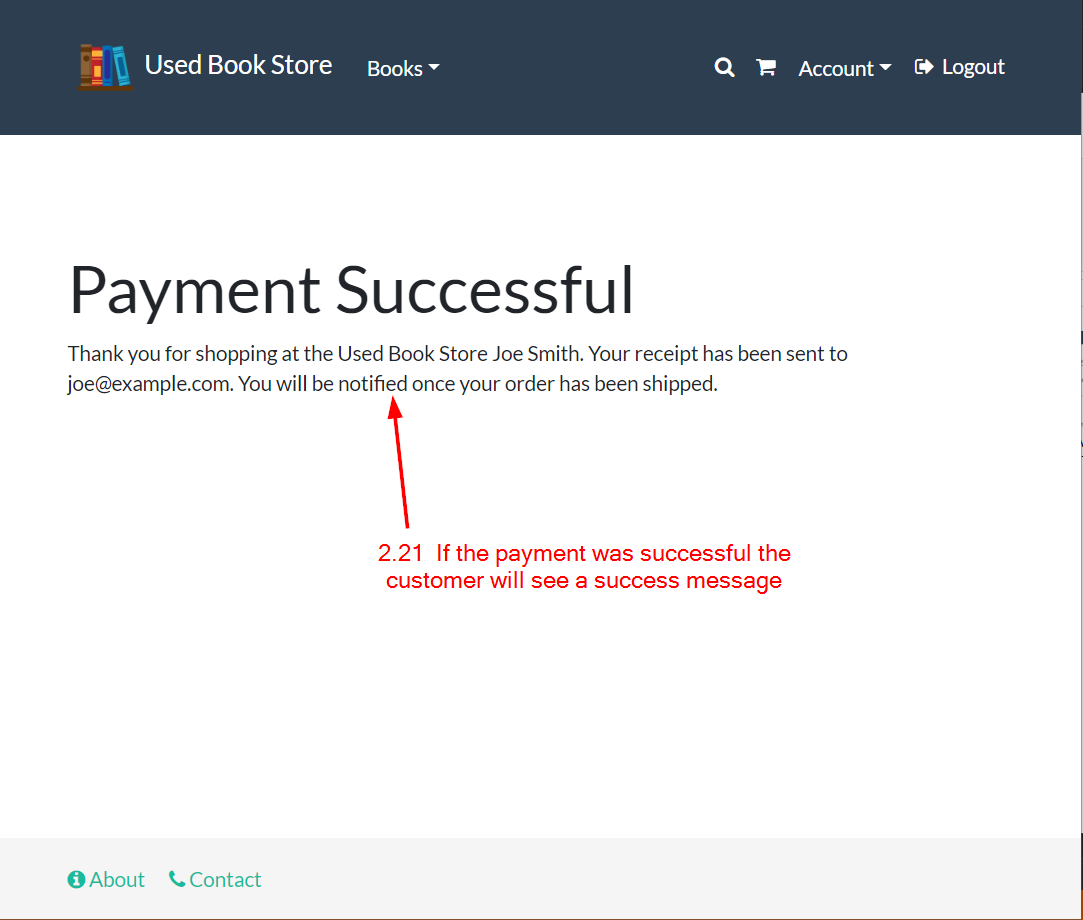 Used Book Store Books Account Logout
Payment Successful
Thank you for shopping at the Used Book Store Joe Smith. Your receipt has been sent to
joe@example.com. You will be notified once your order has been shipped.
2.21 If the payment was successful the
customer will see a success message
About Contact